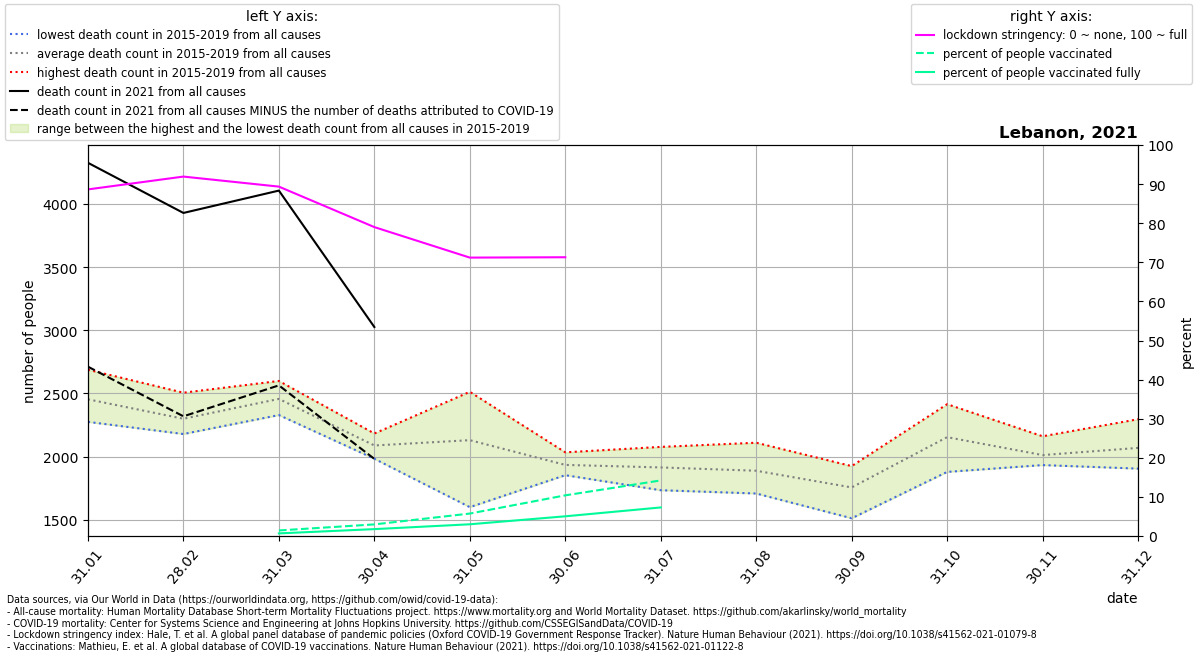 left Y axis:
lowest death count in 2015-2019 from all causes
average death count in 2015-2019 from all causes
highest death count in 2015-2019 from all causes
death count in 2021 from all causes
death count in 2021 from all causes MINUS the number of deaths attributed to COVID-19
range between the highest and the lowest death count from all causes in 2015-2019
right Y axis:
lockdown stringency: 0 ~ none, 100 ~ full
percent of people vaccinated
percent of people vaccinated fully
Lebanon, 2021
number of people
4000
3500
3000
2500
2000
1500
100
90
80
70
60
50
40
30
20
10
0
percent
31.01
28.02
31.03
30.04
31.05
30.06
31.07
31.08
30.09
31.10
30.11
31.12
date
Data sources, via Our World in Data (https://ourworldindata.org, https://github.com/owid/covid-19-data):
- All-cause mortality: Human Mortality Database Short-term Mortality Fluctuations project. https://www.mortality.org and World Mortality Dataset. https://github.com/akarlinsky/world_mortality
- COVID-19 mortality: Center for Systems Science and Engineering at Johns Hopkins University. https://github.com/CSSEGISandData/COVID-19
- Lockdown stringency index: Hale, T. et al. A global panel database of pandemic policies (Oxford COVID-19 Government Response Tracker). Nature Human Behaviour (2021). https://doi.org/10.1038/s41562-021-01079-8
- Vaccinations: Mathieu, E. et al. A global database of COVID-19 vaccinations. Nature Human Behaviour (2021). https://doi.org/10.1038/s41562-021-01122-8